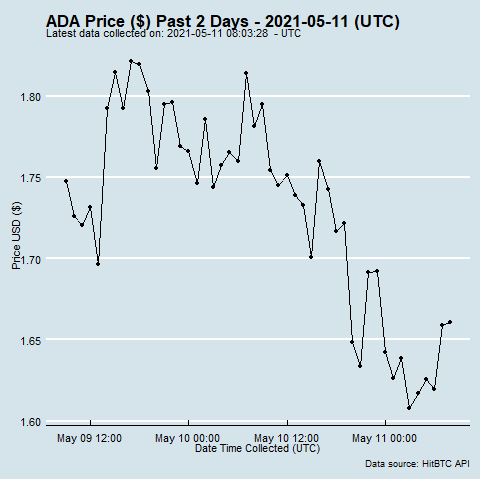 ADA Price ($) Past 2 Days - 2021-05-11 (UTC)
Latest data collected on: 2021-05-11 08:03:28 - UTC
1.80
1.75
1.70
1.65
1.60
Price USD ($)
May 09 12:00 May 10 00:00 May 10 12:00 May 11 00:00
Date Time Collected (UTC)
Data source: HitBTC API